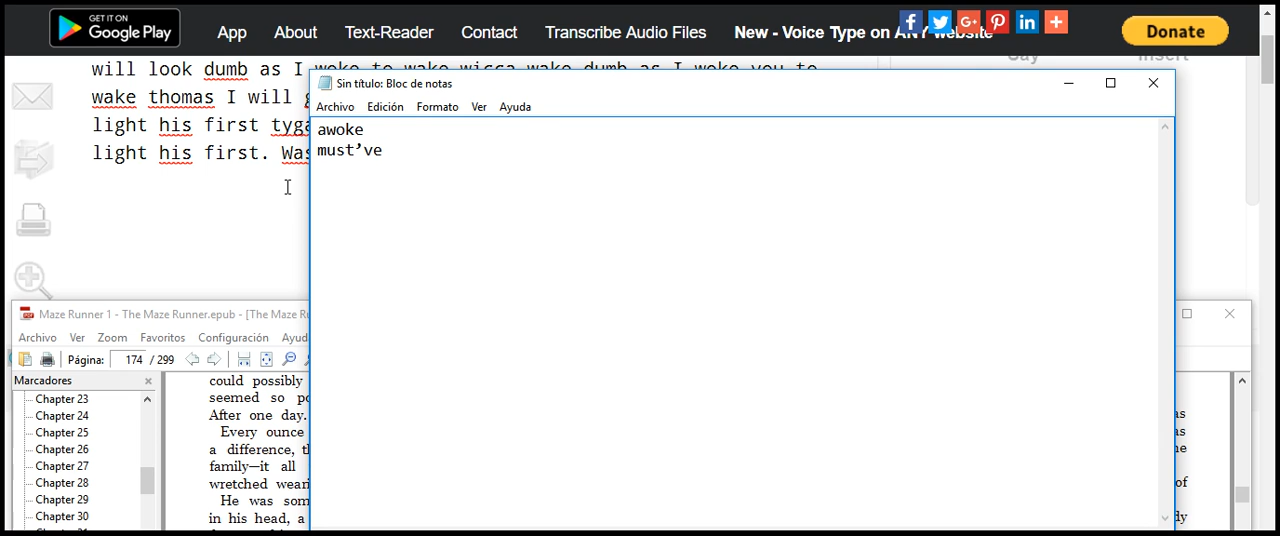 GET IT ON
Google Play
App About Text-Reader Contact Transcribe Audio Files New - Voice Type on ANY website
Donate
Say Insert
will look dumb as I woke to wake wicca wake dumb as I woke you to
wake thomas I will
light his first
light his first. Was
Sin título: Bloc de notas
Archivo Edición Formato Ver Ayuda
awoke
must’ve
Maze Runner 1 - The Maze Runner.epub - [The Maze
Archivo Ver Zoom Favoritos Configuración
Página: 174 / 299
Marcadores
Chapter 23
Chapter 24
Chapter 25
Chapter 26
Chapter 27
Chapter 28
Chapter 29
Chapter 30
could possibly
seemed so
After one day.
Every ounce
a difference,
family—it all
wretched
He was
in his head, a
of